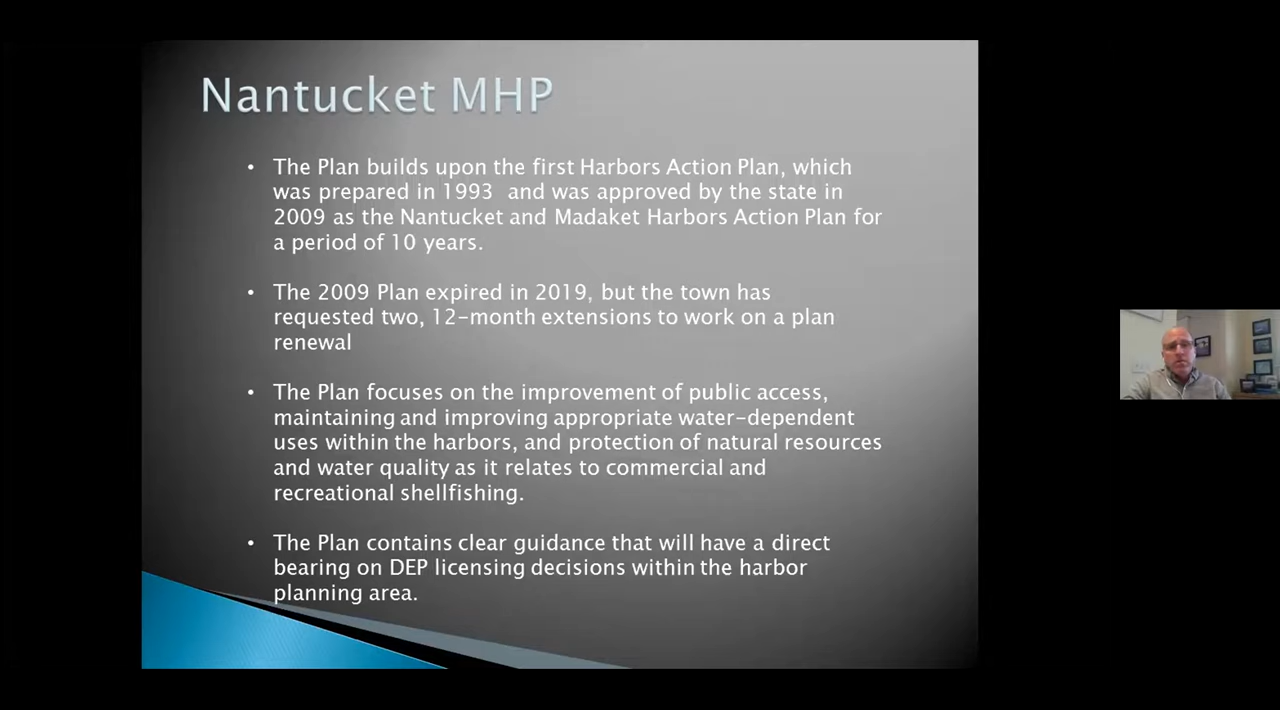 Nantucket MHP
• The Plan builds upon the first Harbors Action Plan, which
was prepared in 1993  and was approved by the state in
2009 as the Nantucket and Madaket Harbors Action Plan for
a period of 10 years.
• The 2009 Plan expired in 2019, but the town has
requested two, 12-month extensions to work on a plan
renewal
• The Plan focuses on the improvement of public access,
maintaining and improving appropriate water-dependent
uses within the harbors, and protection of natural resources
and water quality as it relates to commercial and
recreational shellfishing.
• The Plan contains clear guidance that will have a direct
bearing on DEP licensing decisions within the harbor
planning area.